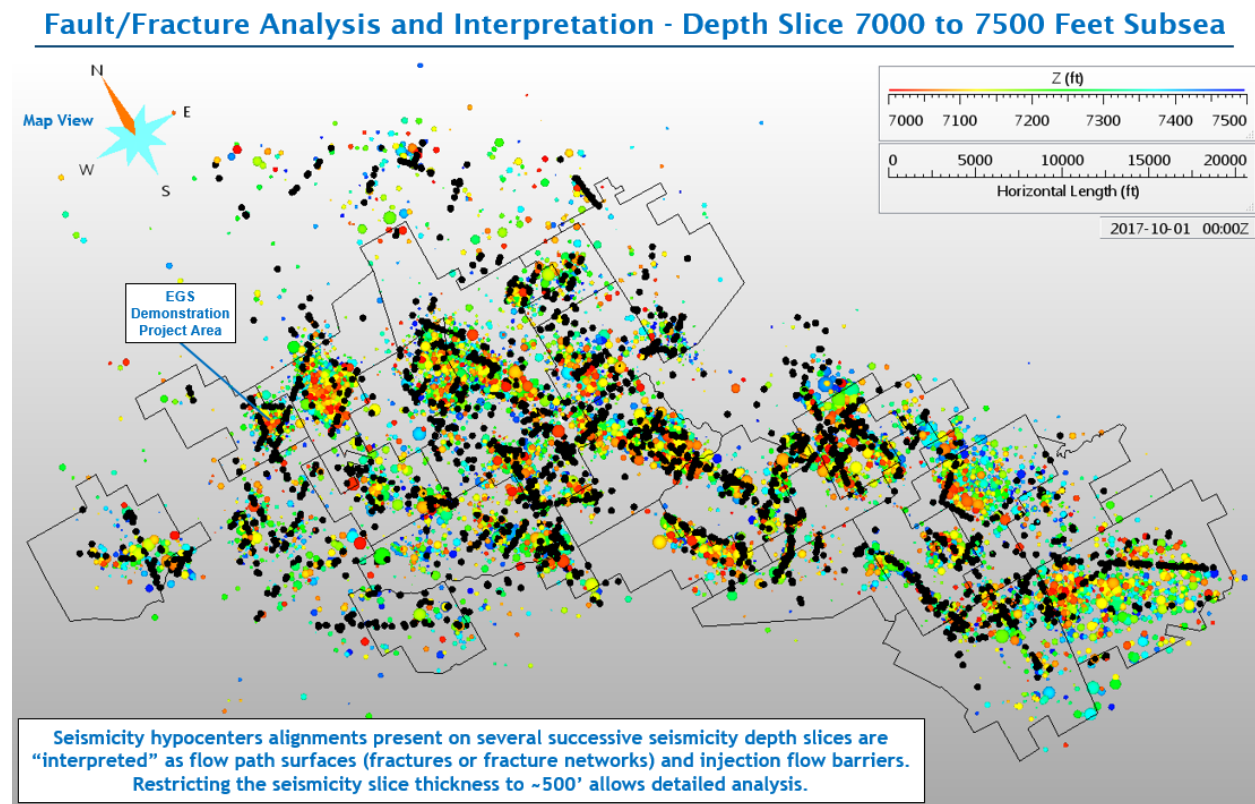 Fault/Fracture Analysis and Interpretation - Depth Slice 7000 to 7500 Feet Subsea
N
Map View
E
W
S
Z (ft)
7000 7100 7200 7300 7400 7500
0 5000 10000 15000 20000
Horizontal Length (ft)
2017-10-01 00:00Z
EGS
Demonstration
Project Area
Seismicity hypocenters alignments present on several successive seismicity depth slices are
“interpreted” as flow path surfaces (fractures or fracture networks) and injection flow barriers.
Restricting the seismicity slice thickness to ~500’ allows detailed analysis.